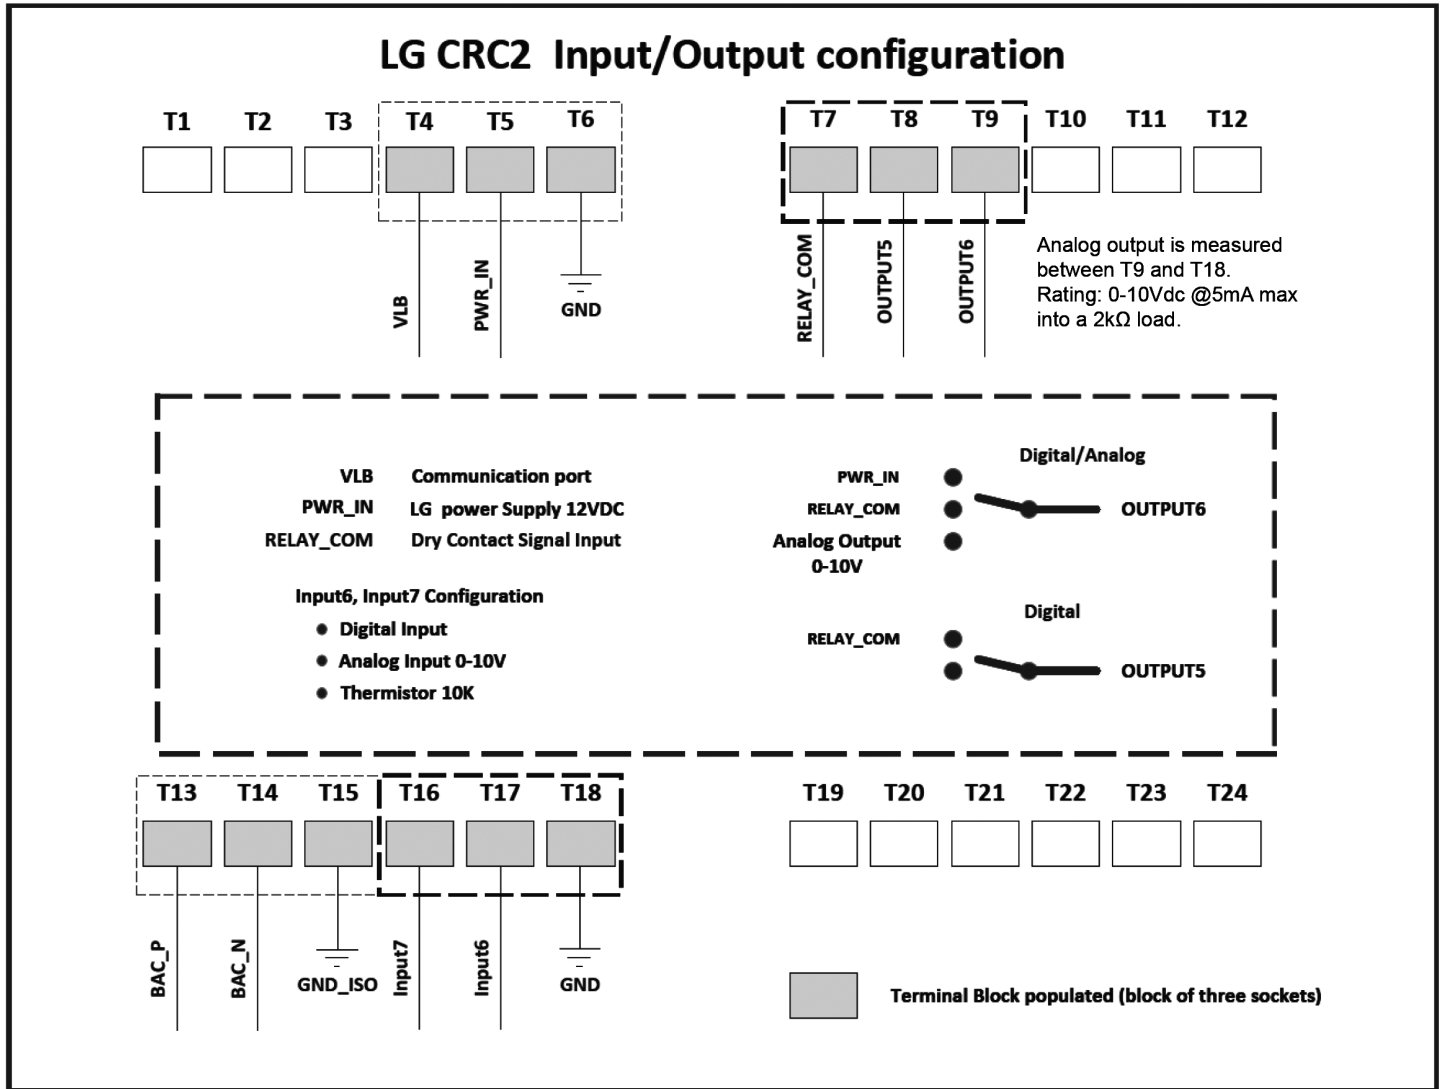 LG CRC2 Input/Output configuration
T1 T2 T3 T4 T5 T6 T7 T8 T9 T10 T11 T12
VLB
PWR_IN
GND
RELAY_COM
OUTPUT5
OUTPUT6
Analog output is measured
between T9 and T18.
Rating: 0-10Vdc @5mA max
into a 2kΩ load.
VLB Communication port
PWR_IN LG power Supply 12VDC
RELAY_COM Dry Contact Signal Input
Input6, Input7 Configuration
Digital Input
Analog Input 0-10V
Thermistor 10K
Digital/Analog
PWR_IN
RELAY_COM
OUTPUT6
Analog Output
0-10V
Digital
RELAY_COM
OUTPUT5
T13 T14 T15 T16 T17 T18 T19 T20 T21 T22 T23 T24
BAC_P
BAC_N
GND_ISO
Input7
Input6
GND
Terminal Block populated (block of three sockets)